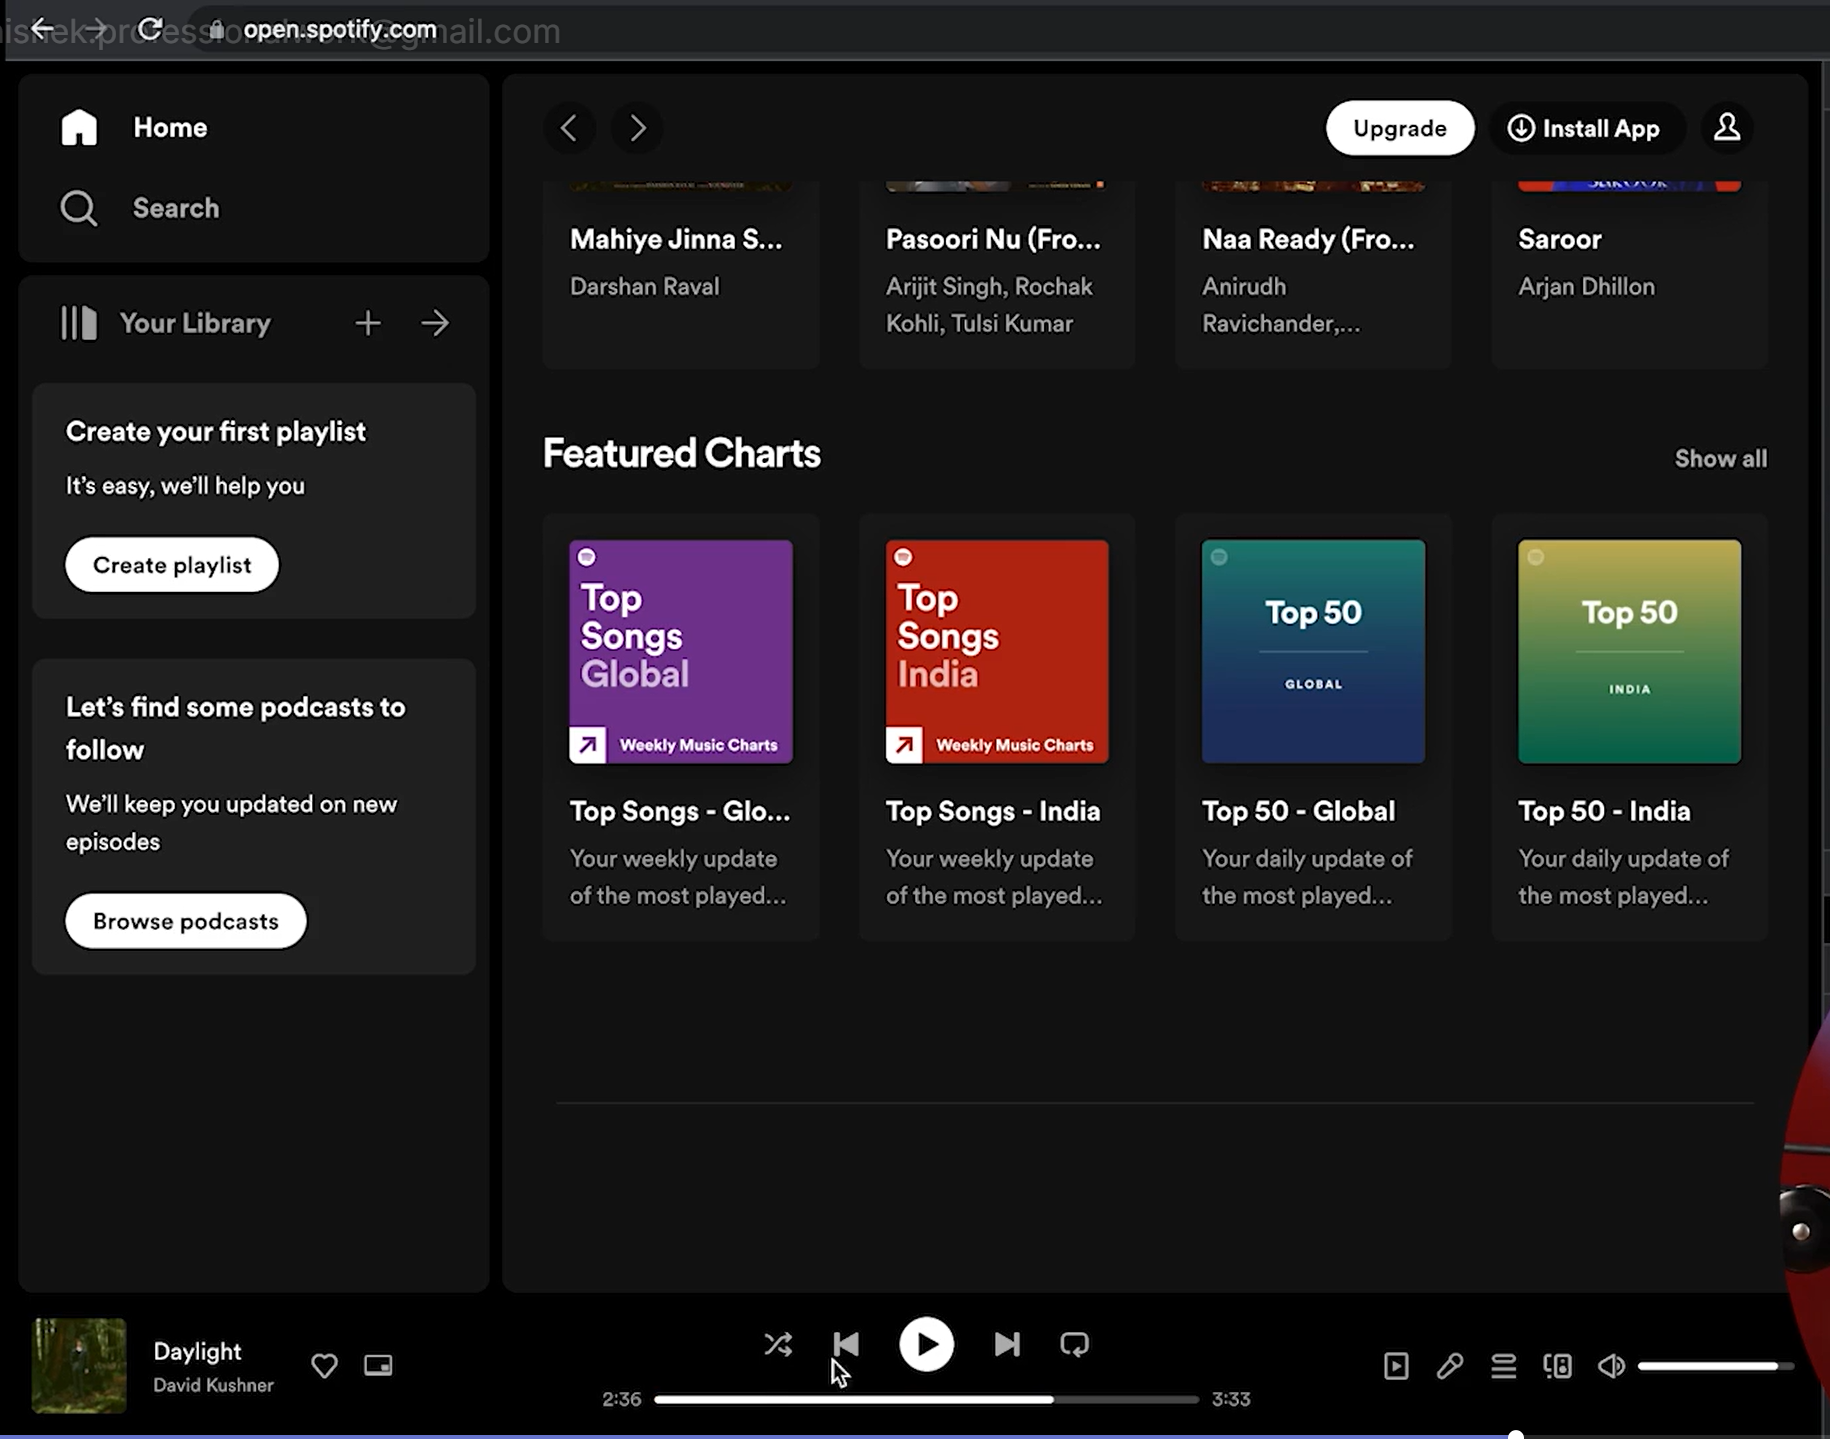 open.spotify.com
professional
@gmail.com
Home
Search
Your Library
Create your first playlist
It's easy, we'll help you
Create playlist
Let's find some podcasts to
follow
We'll keep you updated on new
episodes
Browse podcasts
Upgrade
Install App
Mahiye Jinna S...
Darshan Raval
Pasoori Nu (Fro...
Arijit Singh, Rochak
Kohli, Tulsi Kumar
Naa Ready (Fro...
Anirudh
Ravichander,...
SAROOR
Saroor
Arjan Dhillon
Featured Charts
Show all
Top
Songs
Global
Weekly Music Charts
Top Songs - Glo...
Your weekly update
of the most played...
Top
Songs
India
Weekly Music Charts
Top Songs - India
Your weekly update
of the most played...
Top 50
GLOBAL
Top 50 - Global
Your daily update of
the most played...
Top 50
INDIA
Top 50 - India
Your daily update of
the most played...
Daylight
David Kushner
2:36
3:33